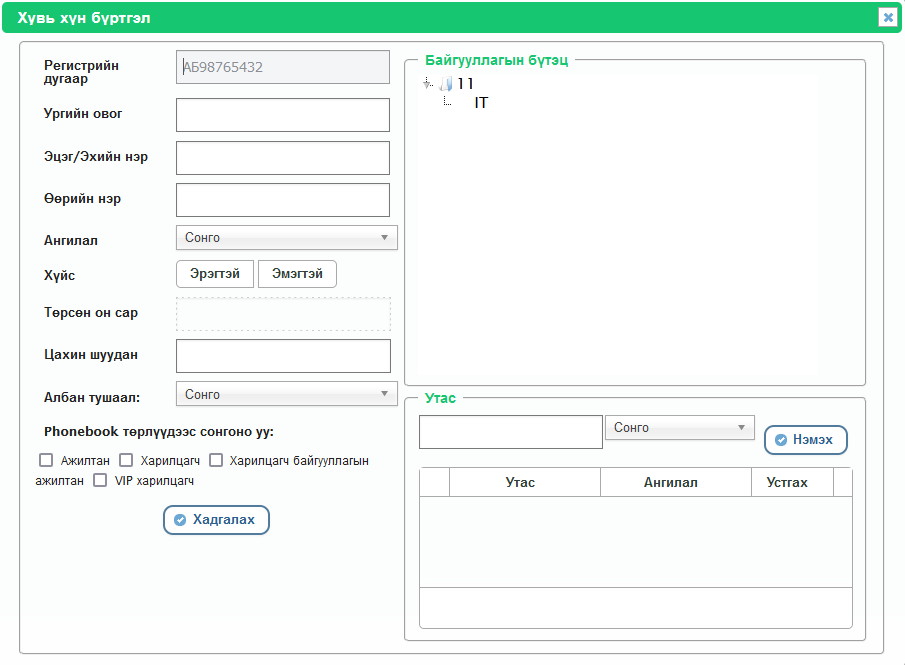 Хувь хүн бүртгэл
Регистрийн
дугаар
АБ98765432
Ургийн овог
Эцэг/Эхийн нэр
Өөрийн нэр
Ангилал
Сонго
Хүйс
Эрэгтэй
Эмэгтэй
Төрсөн он сар
Цахин шуудан
Албан тушаал:
Сонго
Phonebook төрлүүдээс сонгоно уу:
Ажилтан
Харилцагч
Харилцагч байгууллагын
ажилтан
VIP харилцагч
Хадгалах
Байгууллагын бүтэц
11
IT
Утас
Сонго
Нэмэх
Утас
Ангилал
Устгах